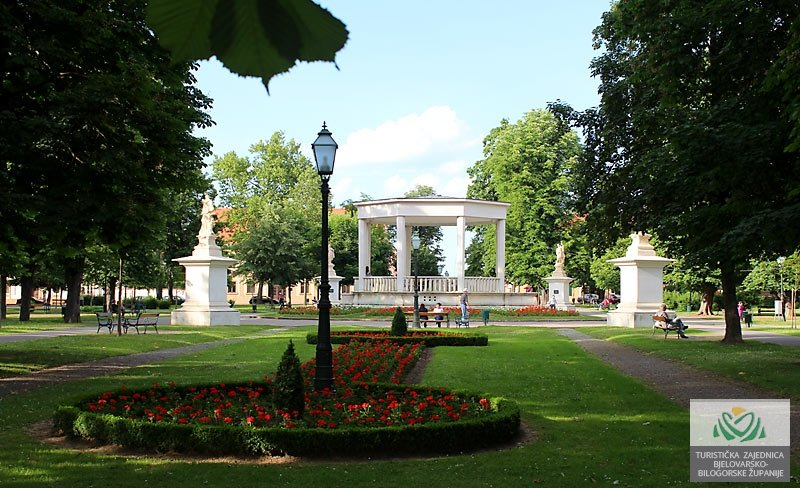 TURISTIČKA ZAJEDNICA
BJELOVARSKO-
BILOGORSKE ŽUPANIJE